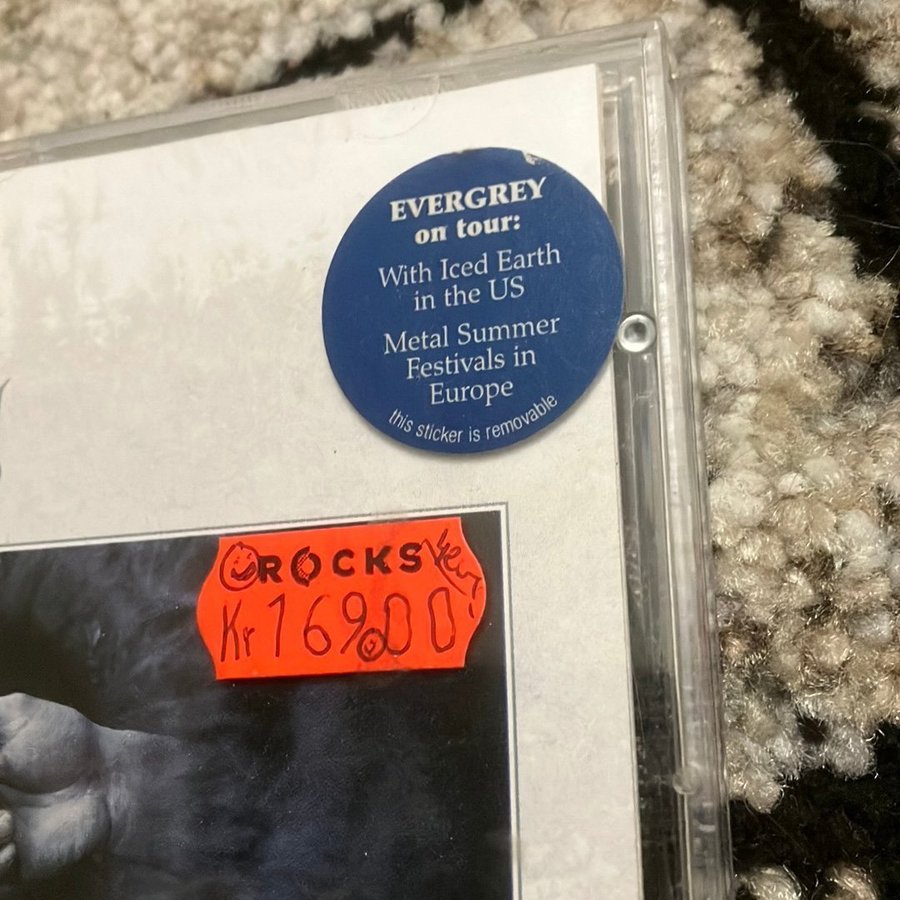 EVERGREY
on tour:
With Iced Earth
in the US
Metal Summer
Festivals in
Europe
this sticker is removable
ROCKS
Kr 169.00